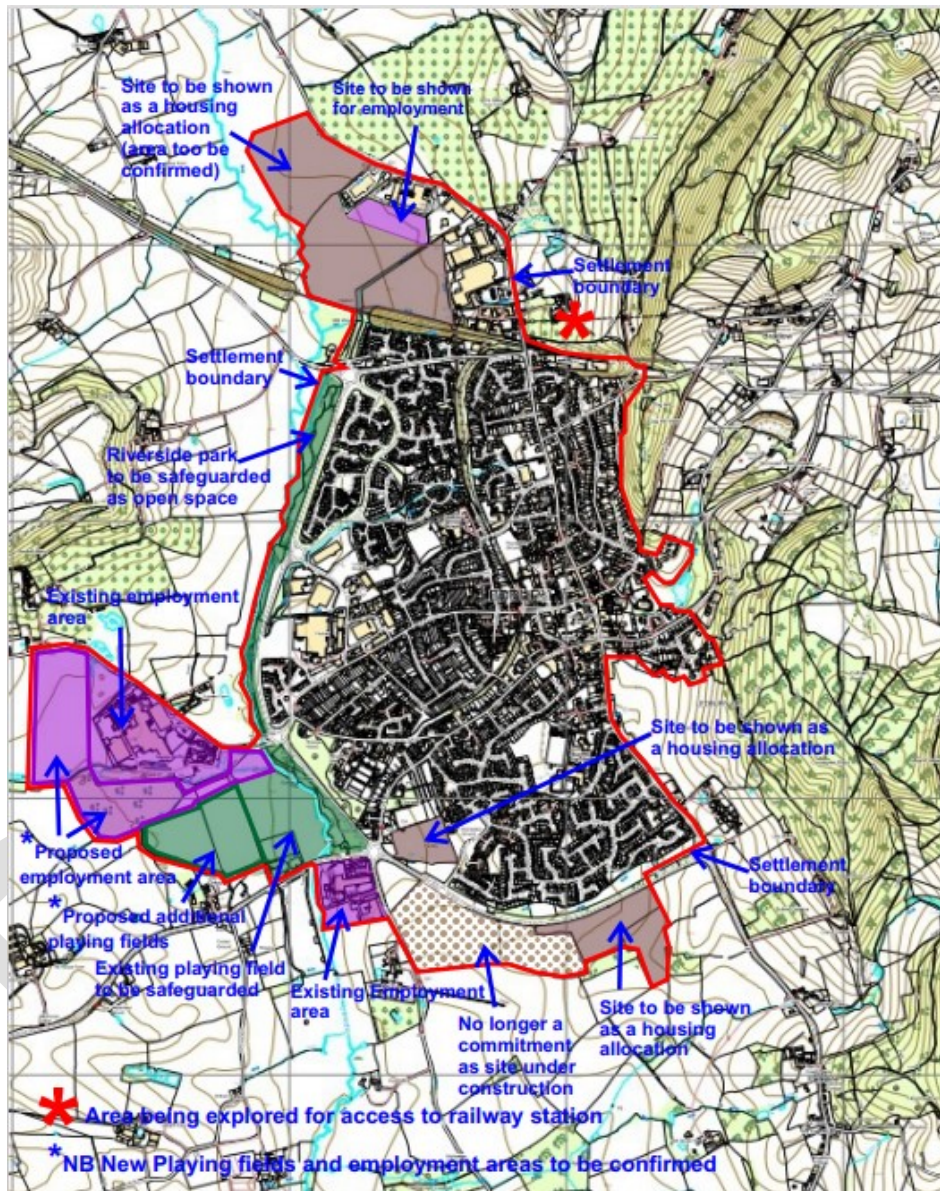 Site to be shown
as a housing
allocation
(area too be
confirmed)
Site to be shown
for employment
Settlement
boundary
Settlement
boundary
Riverside park
to be safeguarded
as open space
Existing employment
area
Site to be shown as
a housing allocation
*Proposed
employment area
Settlement
boundary
*Proposed additional
playing fields
Existing playing field
to be safeguarded
Existing Employment
area
No longer a
commitment
as site under
construction
Site to be shown
as a housing
allocation
* Area being explored for access to railway station
*NB New Playing fields and employment areas to be confirmed